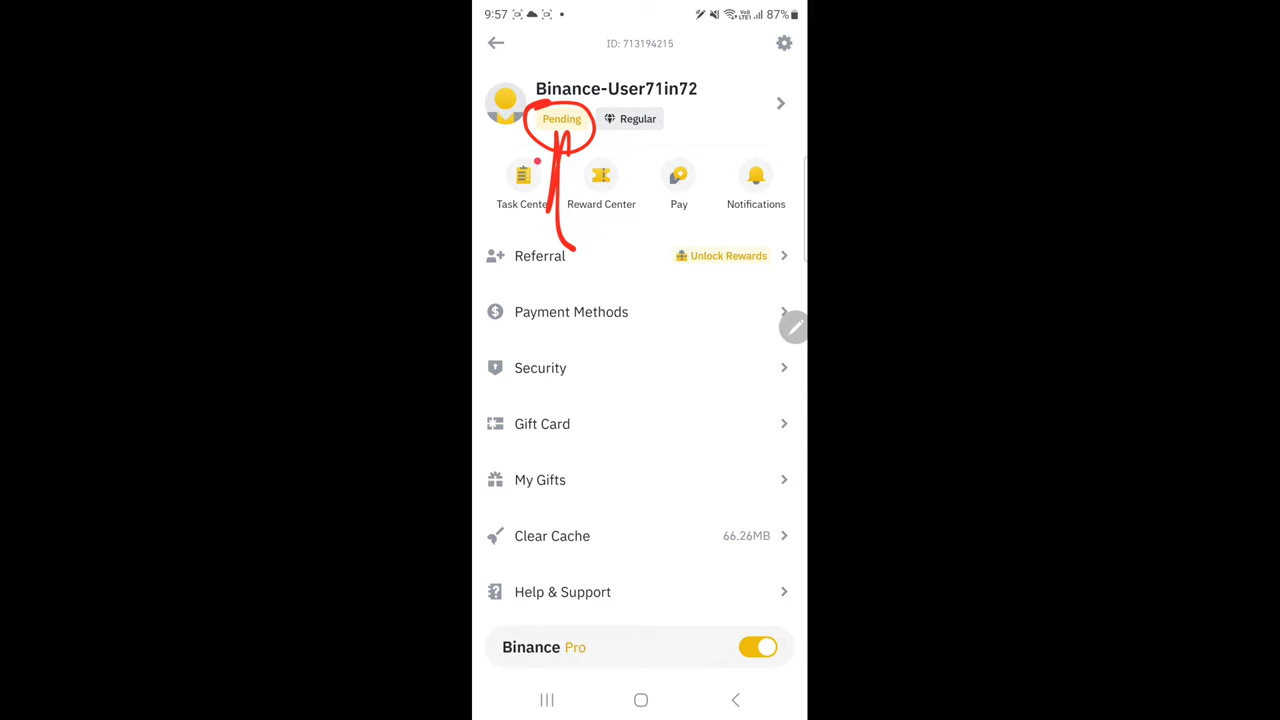 9:57 87%
ID: 713194215
Binance-User71in72
Pending Regular
Task Cente Reward Center Pay Notifications
Referral Unlock Rewards
Payment Methods
Security
Gift Card
My Gifts
Clear Cache 66.26MB
Help & Support
Binance Pro